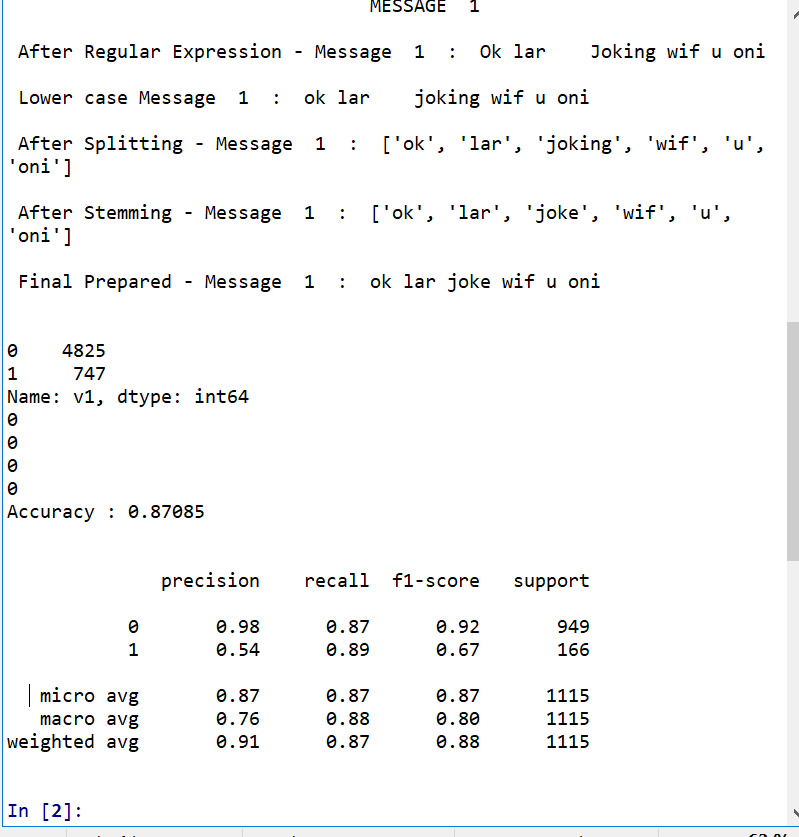 MESSAGE  1
After Regular Expression - Message  1  :  Ok lar    Joking wif u oni
Lower case Message  1  :  ok lar    joking wif u oni
After Splitting - Message  1  :  ['ok', 'lar', 'joking', 'wif', 'u',
'oni']
After Stemming - Message  1  :  ['ok', 'lar', 'joke', 'wif', 'u',
'oni']
Final Prepared - Message  1  :  ok lar joke wif u oni
0    4825
1     747
Name: v1, dtype: int64
0
0
0
0
Accuracy : 0.87085
precision    recall  f1-score   support
0       0.98      0.87      0.92       949
1       0.54      0.89      0.67       166
micro avg       0.87      0.87      0.87      1115
macro avg       0.76      0.88      0.80      1115
weighted avg       0.91      0.87      0.88      1115
In [2]: